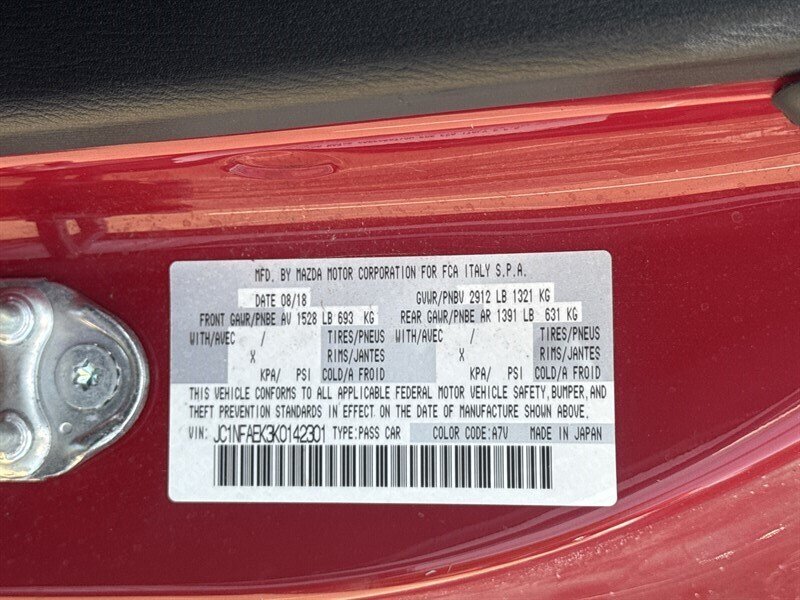 MFD. BY MAZDA MOTOR CORPORATION FOR FCA ITALY S.P.A.
DATE 08/18 GVWR/PNBV 2912 LB 1321 KG
FRONT GAWR/PNBE AV 1528 LB 693 KG REAR GAWR/PNBE AR 1391 LB 631 KG
WITH/AVEC / TIRES/PNEUS WITH/AVEC / TIRES/PNEUS
X RIMS/JANTES X RIMS/JANTES
KPA/ PSI COLD/A FROID KPA/ PSI COLD/A FROID
THIS VEHICLE CONFORMS TO ALL APPLICABLE FEDERAL MOTOR VEHICLE SAFETY, BUMPER, AND
THEFT PREVENTION STANDARDS IN EFFECT ON THE DATE OF MANUFACTURE SHOWN ABOVE.
VIN: JC1NFAEK3K0142301 TYPE: PASS CAR COLOR CODE: A7V MADE IN JAPAN